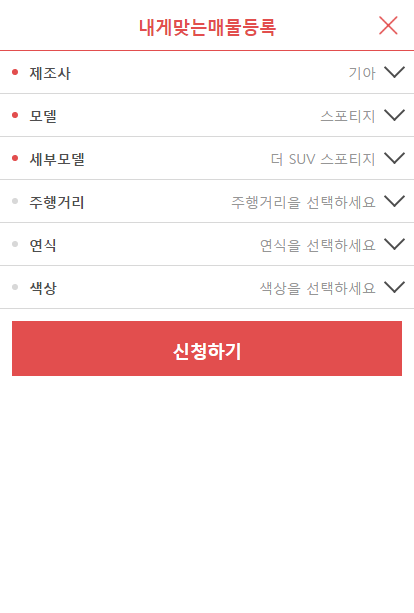 내게맞는매물등록
제조사 기아
모델 스포티지
세부모델 더 SUV 스포티지
주행거리 주행거리을 선택하세요
연식 연식을 선택하세요
색상 색상을 선택하세요
신청하기